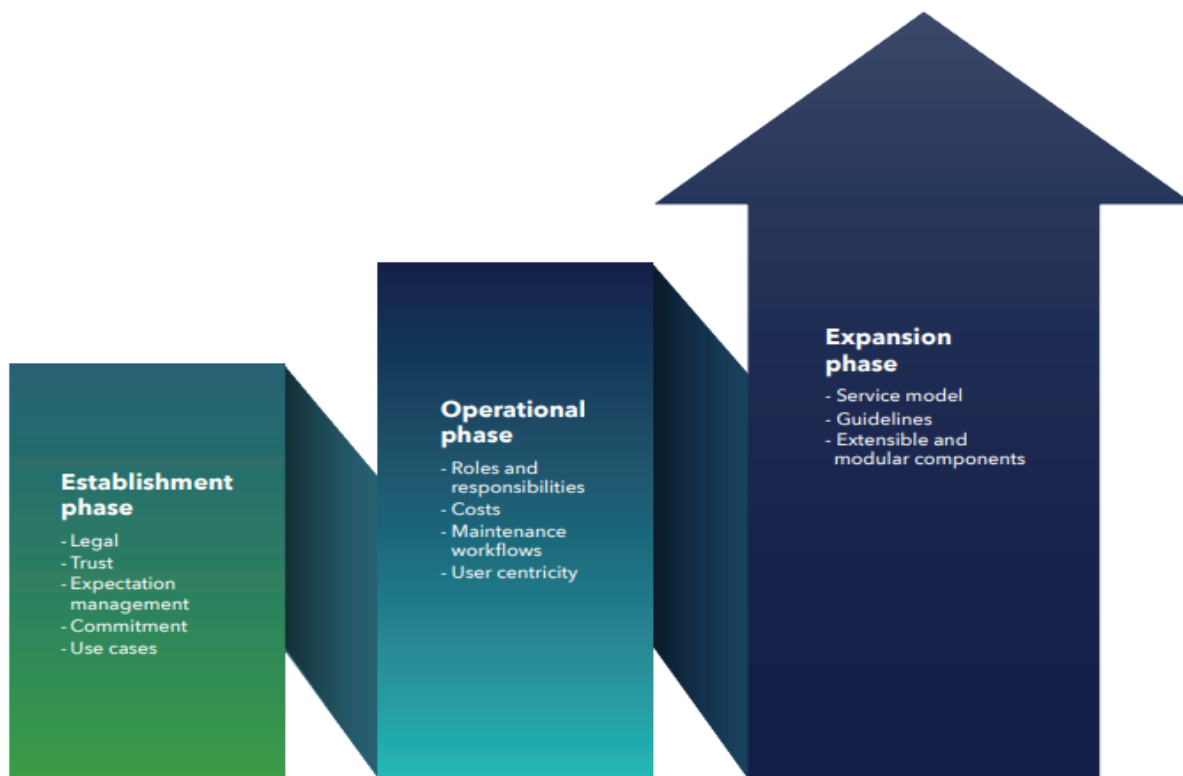 Establishment
phase
- Legal
- Trust
- Expectation
management
- Commitment
- Use cases
Operational
phase
- Roles and
responsibilities
- Costs
- Maintenance
workflows
- User centricity
Expansion
phase
- Service model
- Guidelines
- Extensible and
modular components